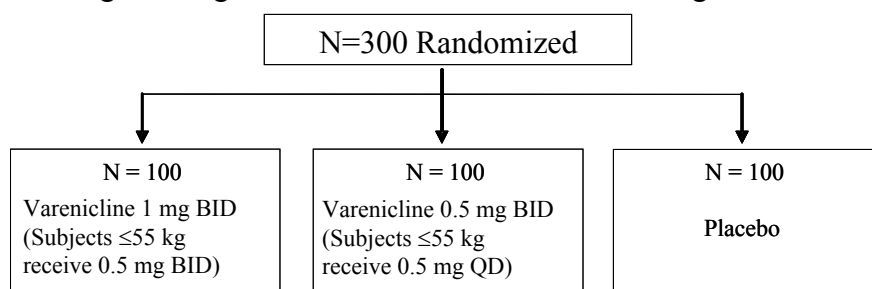 N=300 Randomized
N = 100
Varenicline 1 mg BID
(Subjects ≤55 kg
receive 0.5 mg BID)
N = 100
Varenicline 0.5 mg BID
(Subjects ≤55 kg
receive 0.5 mg QD)
N = 100
Placebo